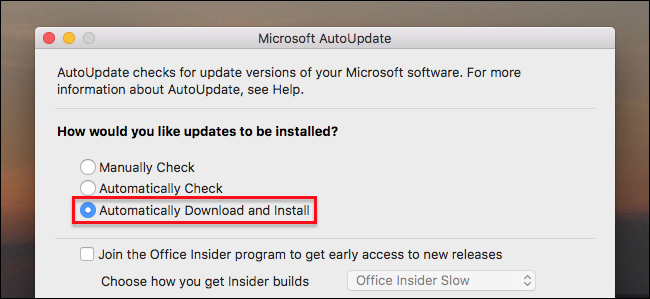 Microsoft AutoUpdate
AutoUpdate checks for update versions of your Microsoft software. For more
information about AutoUpdate, see Help.
How would you like updates to be installed?
Manually Check
Automatically Check
Automatically Download and Install
Join the Office Insider program to get early access to new releases
Choose how you get Insider builds
Office Insider Slow